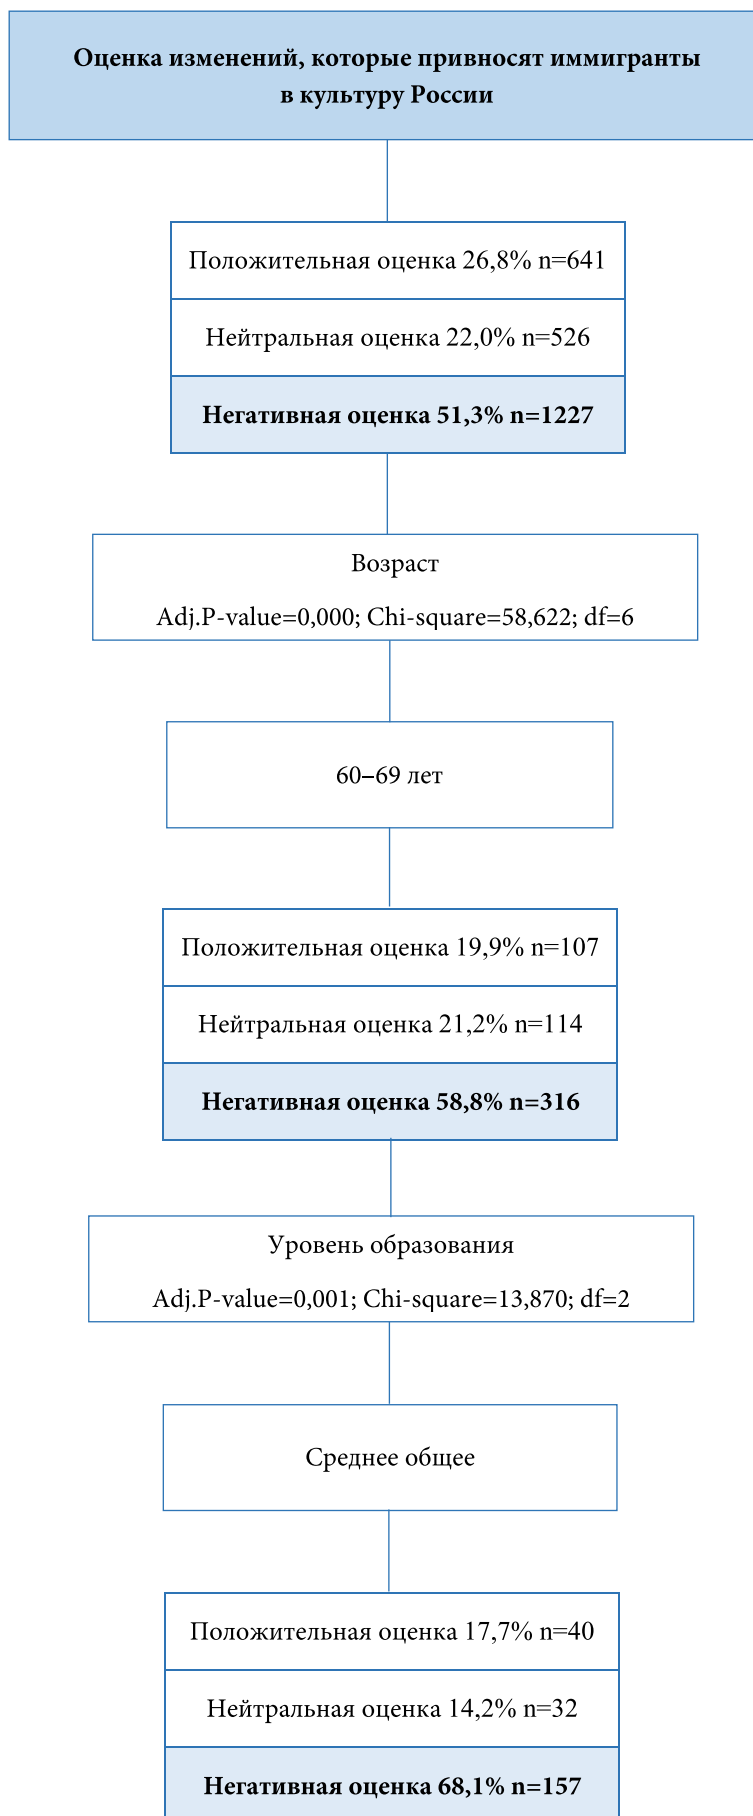 Оценка изменений, которые привносят иммигранты
в культуру России
Положительная оценка 26,8% n=641
Нейтральная оценка 22,0% n=526
Негативная оценка 51,3% n=1227
Возраст
Adj.P-value=0,000; Chi-square=58,622; df=6
60–69 лет
Положительная оценка 19,9% n=107
Нейтральная оценка 21,2% n=114
Негативная оценка 58,8% n=316
Уровень образования
Adj.P-value=0,001; Chi-square=13,870; df=2
Среднее общее
Положительная оценка 17,7% n=40
Нейтральная оценка 14,2% n=32
Негативная оценка 68,1% n=157